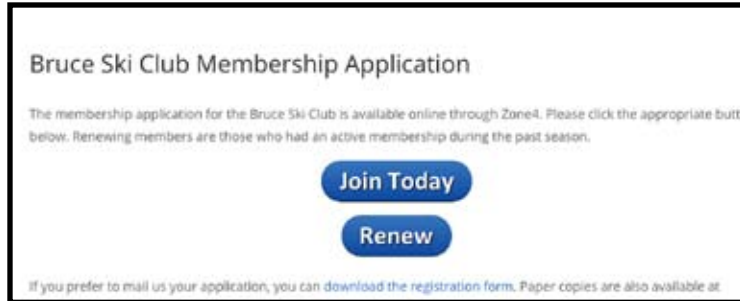 Bruce Ski Club Membership Application
The membership application for the Bruce Ski Club is available online through Zone4. Please click the appropriate butt
below. Renewing members are those who had an active membership during the past season.
Join Today
Renew
If you prefer to mail us your application, you can download the registration form. Paper copies are also available at